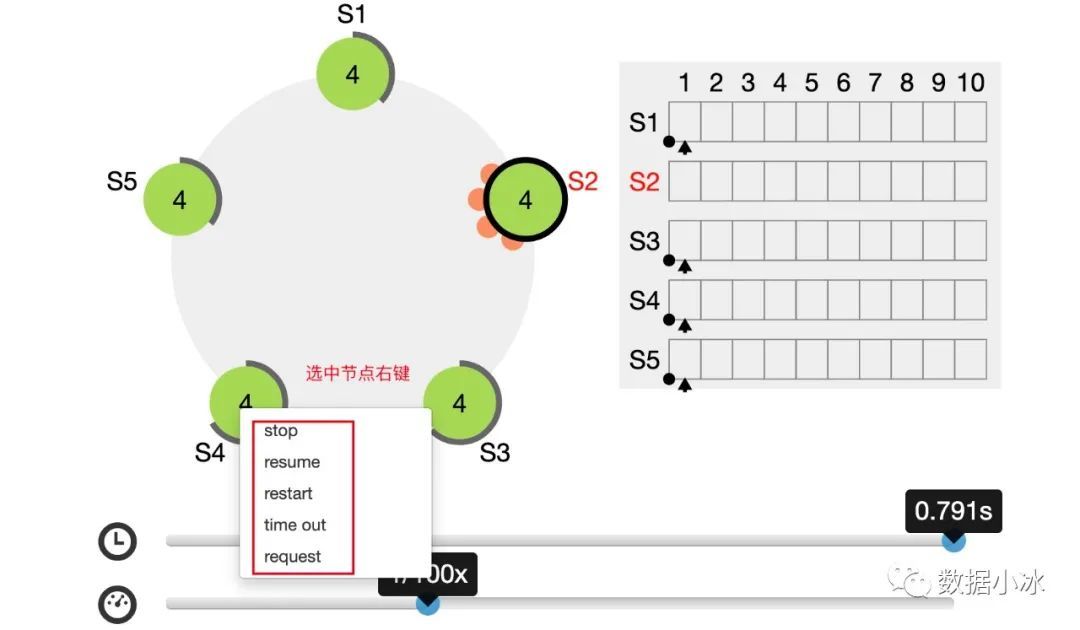 S1
4
S5
4
4
S2
选中节点右键
4
S4
4
S3
stop
resume
restart
time out
request
1 2 3 4 5 6 7 8 9 10
S1
S2
S3
S4
S5
0.791s
1/100x
数据小冰